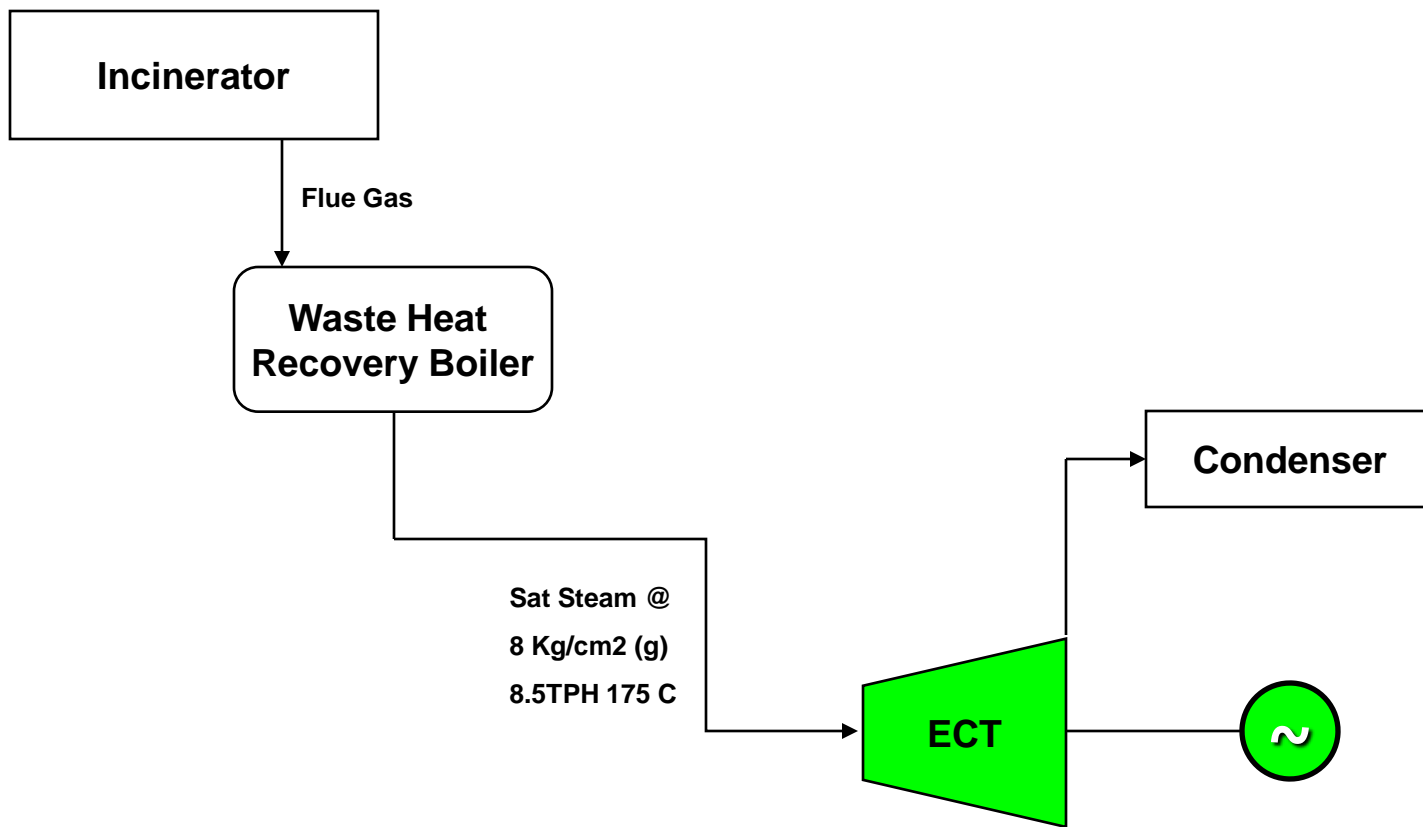 Incinerator
Flue Gas
Waste Heat
Recovery Boiler
Condenser
Sat Steam @
8 Kg/cm2 (g)
8.5TPH 175 C
ECT
~